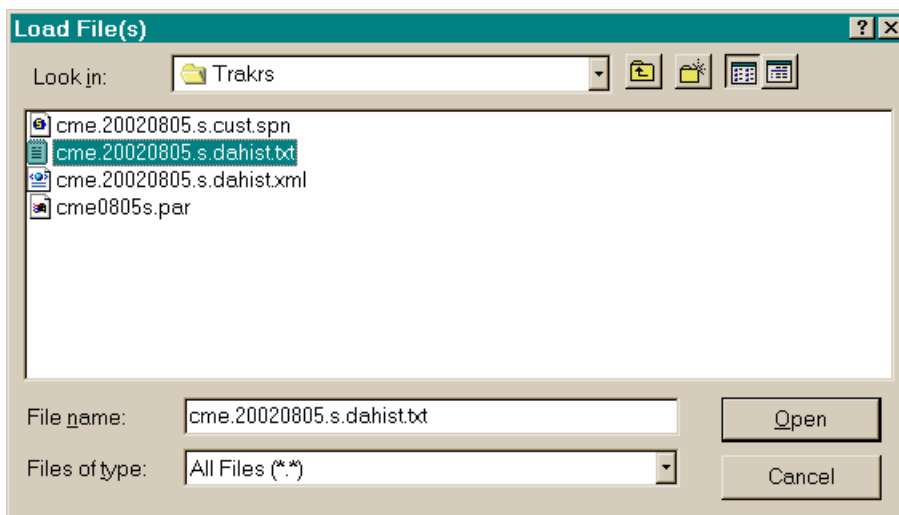 Load File(s)
Look in: Trakrs
cme.20020805.s.cust.spn
cme.20020805.s.dahist.txt
cme.20020805.s.dahist.xml
cme0805s.par
File name: cme.20020805.s.dahist.txt Open
Files of type: All Files (*.*) Cancel